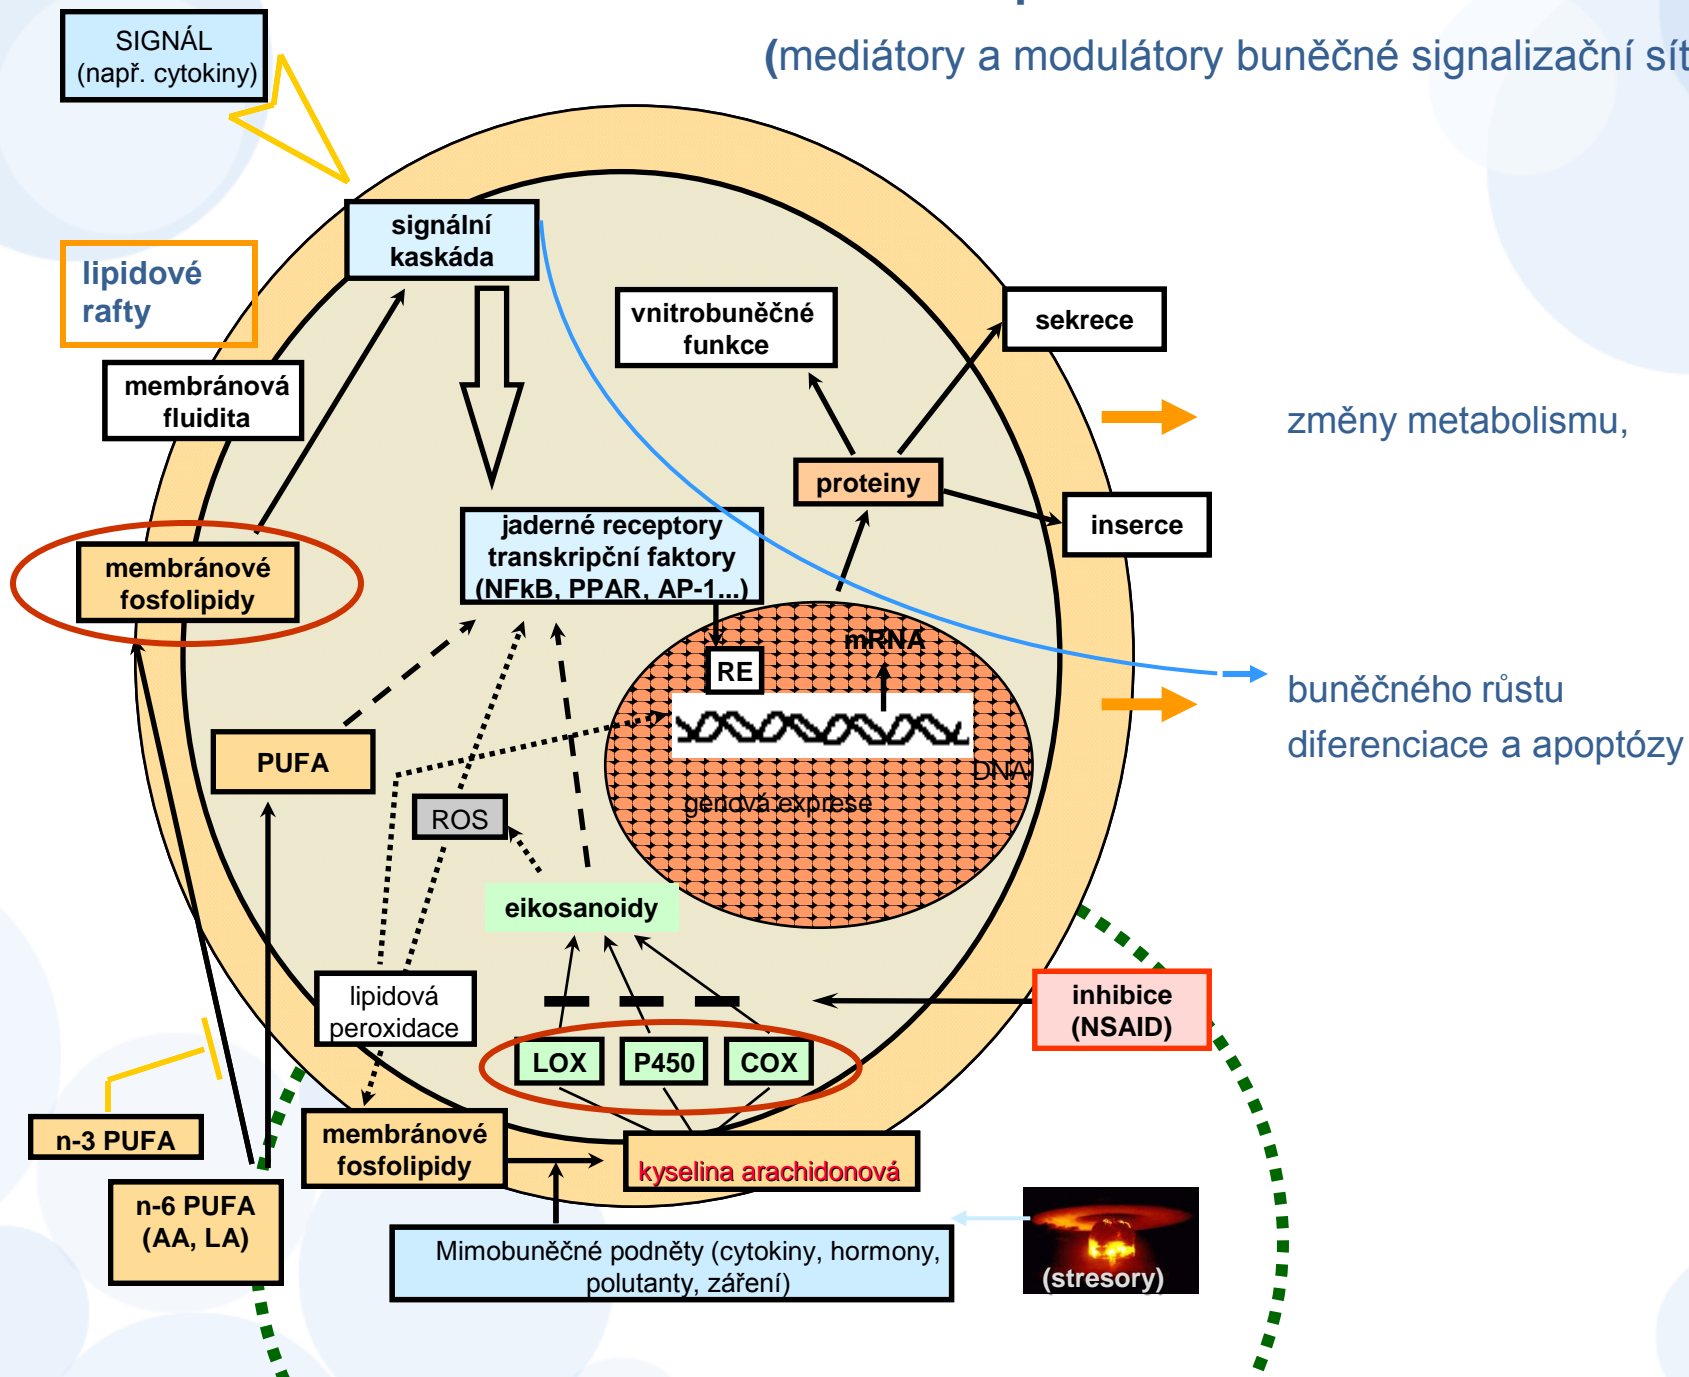 (mediátory a modulátory buněčné signalizační sít
SIGNÁL
(např. cytokiny)
signální
kaskáda
lipidové
rafty
vnitrobuněčné
funkce
sekrece
membránová
fluidita
změny metabolismu,
proteiny
inserce
jaderné receptory
transkripční faktory
(NFkB, PPAR, AP-1...)
membránové
fosfolipidy
mRNA
RE
buněčného růstu
diferenciace a apoptózy
PUFA
DNA
genová exprese
ROS
eikosanoidy
lipidová
peroxidace
inhibice
(NSAID)
LOX
P450
COX
n-3 PUFA
membránové
fosfolipidy
kyselina arachidonová
n-6 PUFA
(AA, LA)
Mimobuněčné podněty (cytokiny, hormony,
polutanty, záření)
(stresory)